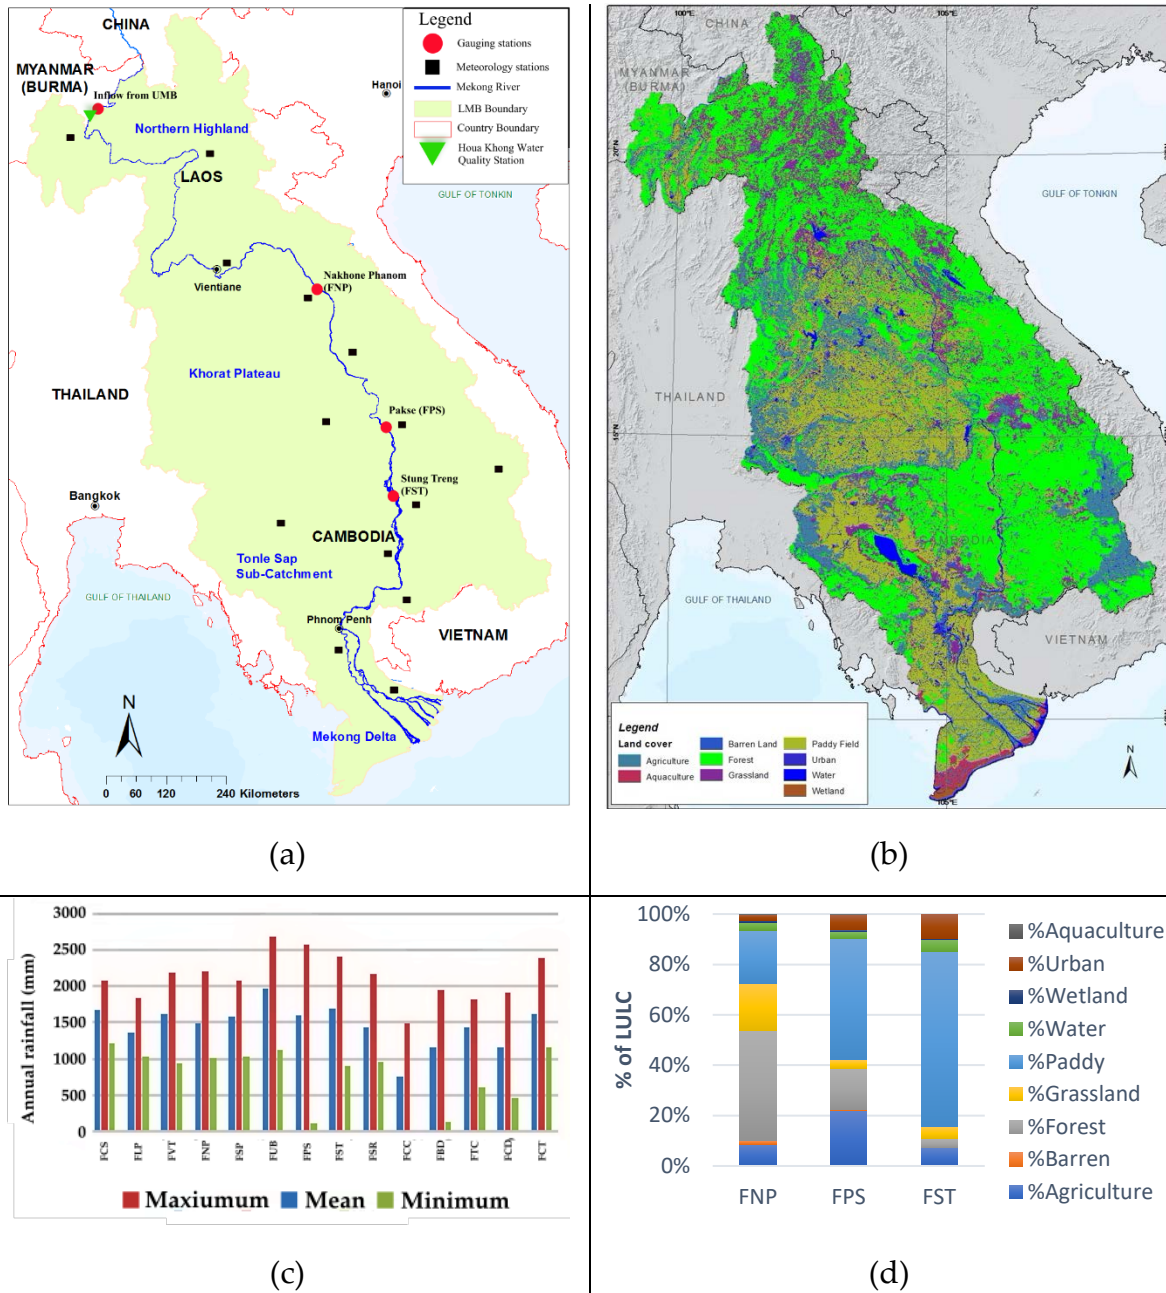 CHINA
MYANMAR
(BURMA)
Inflow from UMB
Northern Highland
Hanoi
LAOS
Vientiane
Nakhone Phanom
(FNP)
Khorat Plateau
THAILAND
Pakse (FPS)
Stung Treng
(FST)
Bangkok
CAMBODIA
Tonle Sap
Sub-Catchment
GULF OF TONKIN
GULF OF THAILAND
Phnom Penh
VIETNAM
Mekong Delta
N
0 60 120 240 Kilometers
Legend
Gauging stations
Meteorology stations
Mekong River
LMB Boundary
Country Boundary
Houa Khong Water
Quality Station
(a)
100°E
105°E
CHINA
MYANMAR
(BURMA)
20°N
GULF OF TONKIN
THAILAND
15°N
CAMBODIA
GULF OF THAILAND
VIETNAM
Legend
Land cover
Agriculture
Aquaculture
Barren Land
Forest
Grassland
Paddy Field
Urban
Water
Wetland
N
105°E
(b)
Annual rainfall (mm)
3000
2500
2000
1500
1000
500
0
FCS FLP FVT FNP FSP FUB FPS FST FSR FCC FBD FTC FCD FCT
Maxiumum Mean Minimum
(c)
% of LULC
100%
80%
60%
40%
20%
0%
FNP FPS FST
%Aquaculture
%Urban
%Wetland
%Water
%Paddy
%Grassland
%Forest
%Barren
%Agriculture
(d)